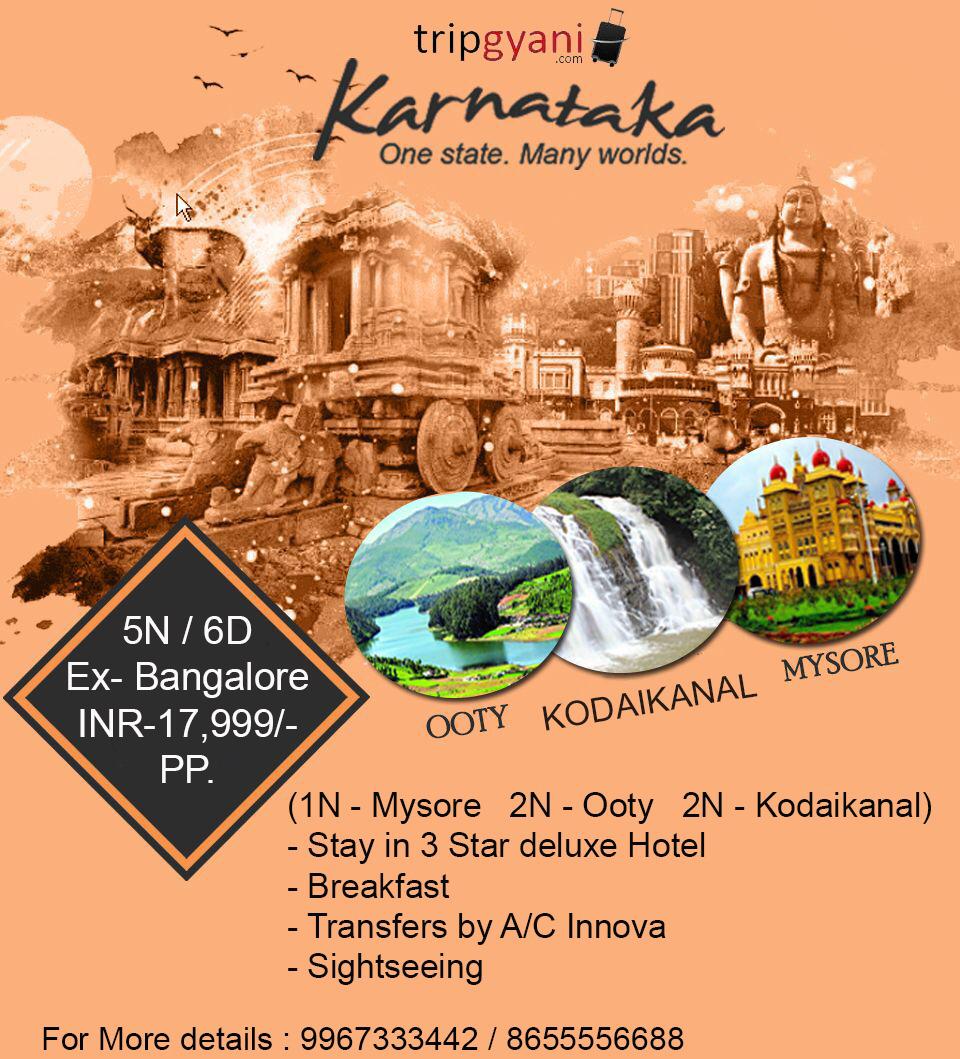 tripgyani
.com
Karnataka
One state. Many worlds.
5N / 6D
Ex- Bangalore
INR-17,999/-
PP.
OOTY
KODAIKANAL
MYSORE
(1N - Mysore 2N - Ooty 2N - Kodaikanal)
- Stay in 3 Star deluxe Hotel
- Breakfast
- Transfers by A/C Innova
- Sightseeing
For More details : 9967333442 / 8655556688